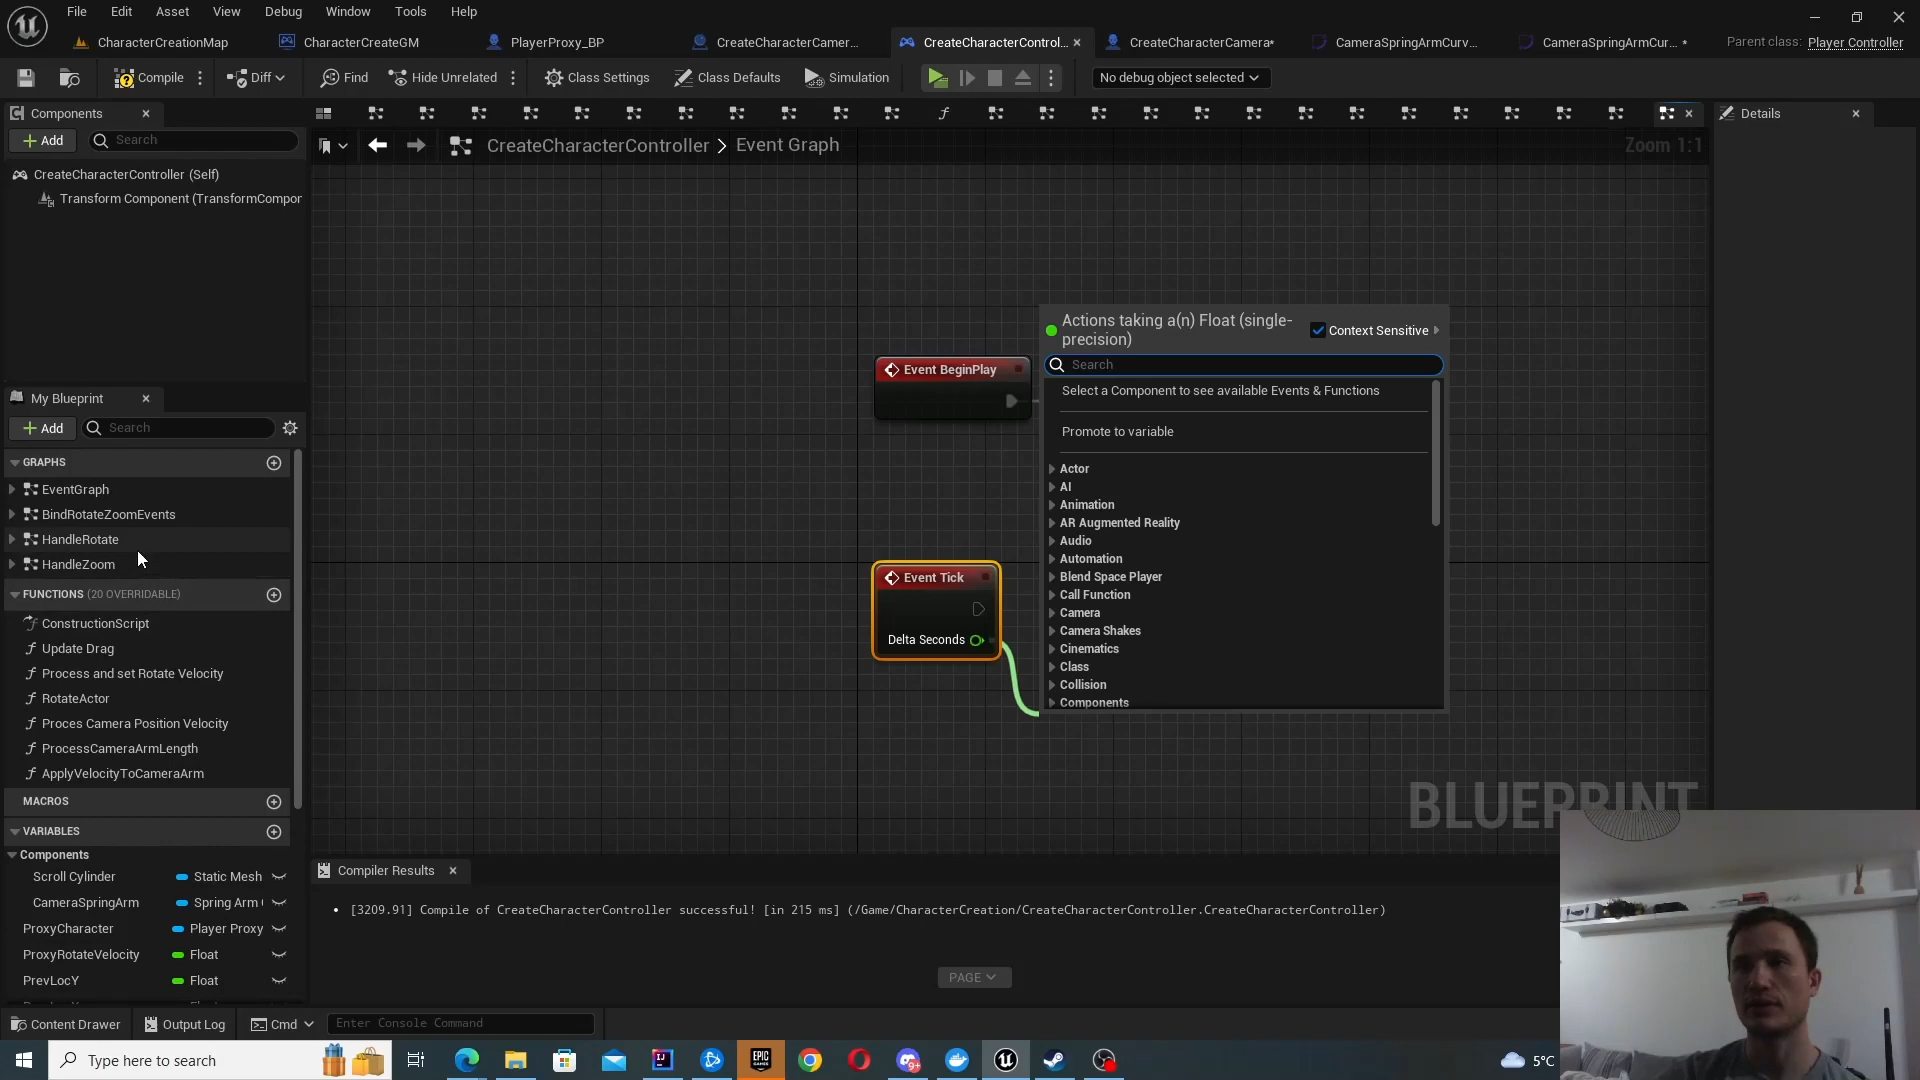 File Edit Asset View Debug Window Tools Help
CharacterCreationMap CharacterCreateGM PlayerProxy_BP CreateCharacterCamer... CreateCharacterControl... CreateCharacterCamera* CameraSpringArmCurv... CameraSpringArmCur... * Parent class: Player Controller
Compile Diff Find Hide Unrelated Class Settings Class Defaults Simulation No debug object selected
Components Details
Add Search
CreateCharacterController > Event Graph Zoom 1:1
CreateCharacterController (Self)
Transform Component (TransformCompor
My Blueprint
Add Search
GRAPHS
EventGraph
BindRotateZoomEvents
HandleRotate
HandleZoom
FUNCTIONS (20 OVERRIDABLE)
ConstructionScript
Update Drag
Process and set Rotate Velocity
RotateActor
Proces Camera Position Velocity
ProcessCameraArmLength
ApplyVelocityToCameraArm
MACROS
VARIABLES
Components
Scroll Cylinder Static Mesh
CameraSpringArm Spring Arm
ProxyCharacter Player Proxy
ProxyRotateVelocity Float
PrevLocY Float
Event BeginPlay
Event Tick
Delta Seconds
Actions taking a(n) Float (single-
precision)
Context Sensitive
Search
Select a Component to see available Events & Functions
Promote to variable
Actor
AI
Animation
AR Augmented Reality
Audio
Automation
Blend Space Player
Call Function
Camera
Camera Shakes
Cinematics
Class
Collision
Components
BLUEPRINT
Compiler Results
[3209.91] Compile of CreateCharacterController successful! [in 215 ms] (/Game/CharacterCreation/CreateCharacterController.CreateCharacterController)
PAGE
Content Drawer Output Log Cmd Enter Console Command
Type here to search 5°C